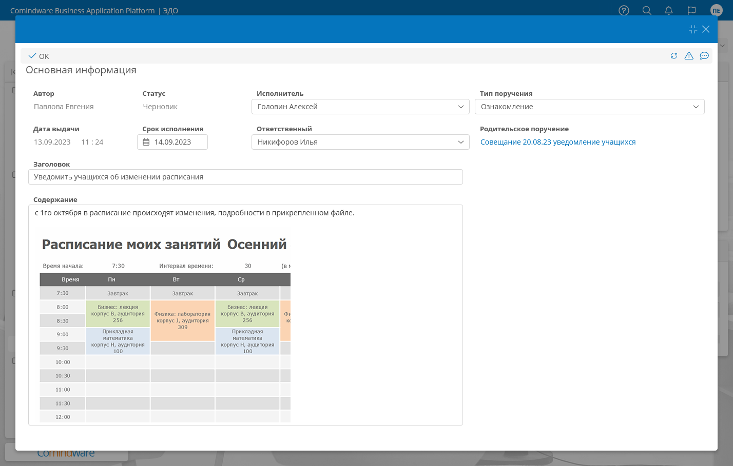 Comindware Business Application Platform | ЭДО
ПЕ
OK
Основная информация
Автор
Статус
Исполнитель
Тип поручения
Павлова Евгения
Черновик
Голопин Алексей
Ознакомление
Дата выдачи
Срок исполнения
Ответственный
Родительское поручение
13.09.2023 11 : 24
14.09.2023
Никифоров Илья
Совещание 20.08.23 уведомление учащихся
Заголовок
Уведомить учащихся об изменении расписания
Содержание
с 1го октября в расписание происходят изменения, подробности в прикрепленном файле.
Расписание моих занятий Осенний
Время начала: 7:30 Интервал времени: 30
Время Пн Вт Ср
7:30 Завтрак Завтрак Завтрак
8:00
8:30
9:00
9:30
10:00
10:30
11:00
11:30
12:00
Бизнес: лекция
корпус B, аудитория
256
Физика: лаборатория
корпус J, аудитория
309
Бизнес: лекция
корпус B, аудитория
256
Прикладная
математика
корпус H, аудитория
100
Прикладная
математика
корпус H, аудитория
100
Comindware